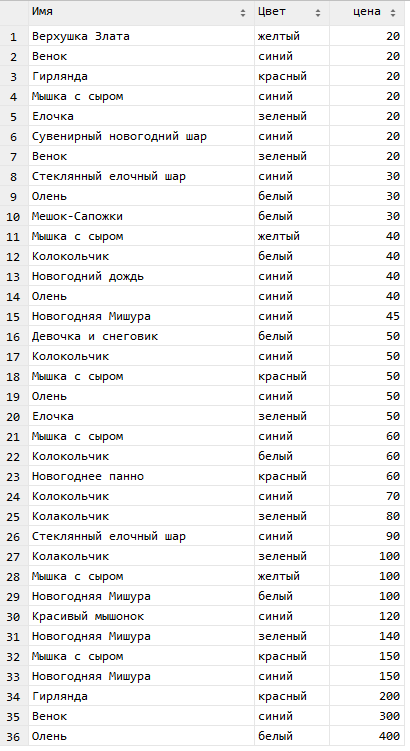 Имя Цвет цена
1 Верхушка Злата желтый 20
2 Венок синий 20
3 Гирлянда красный 20
4 Мышка с сыром синий 20
5 Елочка зеленый 20
6 Сувенирный новогодний шар синий 20
7 Венок зеленый 20
8 Стеклянный елочный шар синий 30
9 Олень белый 30
10 Мешок-Сапожки белый 30
11 Мышка с сыром желтый 40
12 Колокольчик белый 40
13 Новогодний дождь синий 40
14 Олень синий 40
15 Новогодняя Мишура синий 45
16 Девочка и снеговик белый 50
17 Колокольчик синий 50
18 Мышка с сыром красный 50
19 Олень синий 50
20 Елочка зеленый 50
21 Мышка с сыром синий 60
22 Колокольчик белый 60
23 Новогоднее панно красный 60
24 Колокольчик синий 70
25 Колакольчик зеленый 80
26 Стеклянный елочный шар синий 90
27 Колакольчик зеленый 100
28 Мышка с сыром желтый 100
29 Новогодняя Мишура белый 100
30 Красивый мышонок синий 120
31 Новогодняя Мишура зеленый 140
32 Мышка с сыром красный 150
33 Новогодняя Мишура синий 150
34 Гирлянда красный 200
35 Венок синий 300
36 Олень белый 400